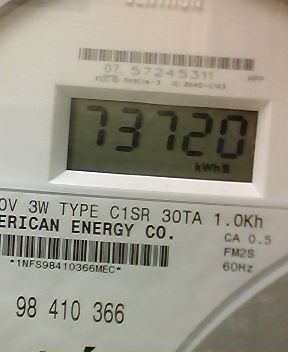 07 57245311
73720
kWh
0V 3W TYPE C1SR 30TA 1.0Kh
ERICAN ENERGY CO.
CA 0.5
FM2S
*1NFS98410366MEC*
60Hz
98 410 366